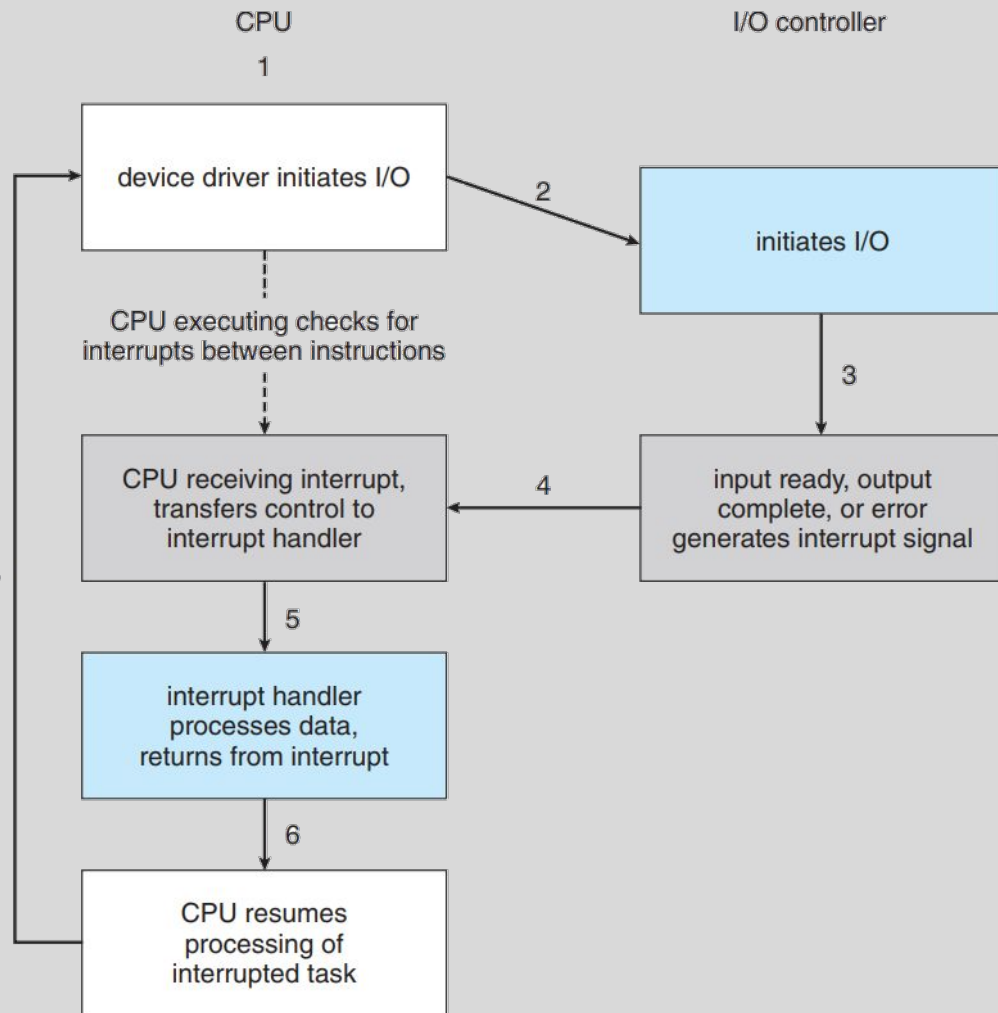 CPU
I/O controller
1
device driver initiates I/O
2
initiates I/O
CPU executing checks for
interrupts between instructions
3
CPU receiving interrupt,
transfers control to
interrupt handler
4
input ready, output
complete, or error
generates interrupt signal
5
interrupt handler
processes data,
returns from interrupt
6
CPU resumes
processing of
interrupted task